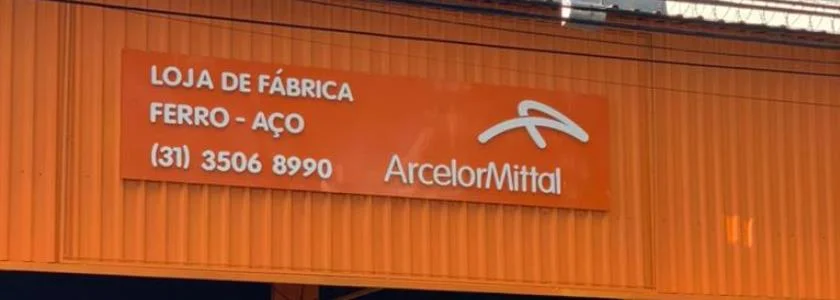 LOJA DE FÁBRICA
FERRO - AÇO
(31) 3506 8990
ArcelorMittal